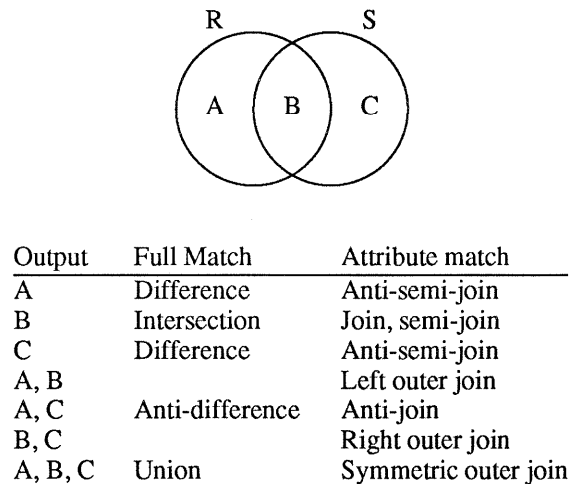 R S
A B C
Output Full Match Attribute match
A Difference Anti-semi-join
B Intersection Join, semi-join
C Difference Anti-semi-join
A, B Left outer join
A, C Anti-difference Anti-join
B, C Right outer join
A, B, C Union Symmetric outer join